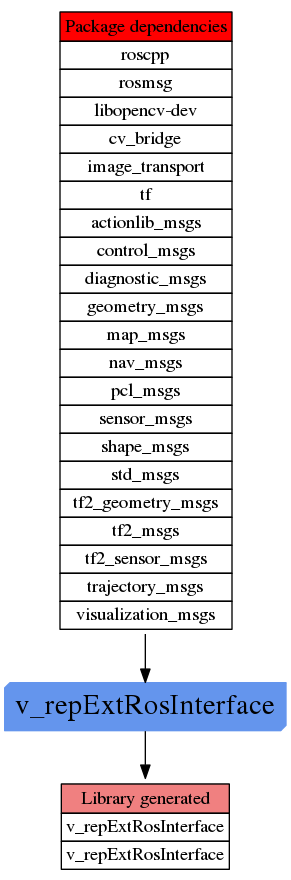 Package dependencies
roscpp
rosmsg
libopencv-dev
cv_bridge
image_transport
tf
actionlib_msgs
control_msgs
diagnostic_msgs
geometry_msgs
map_msgs
nav_msgs
pcl_msgs
sensor_msgs
shape_msgs
std_msgs
tf2_geometry_msgs
tf2_msgs
tf2_sensor_msgs
trajectory_msgs
visualization_msgs
v_repExtRosInterface
Library generated
v_repExtRosInterface
v_repExtRosInterface